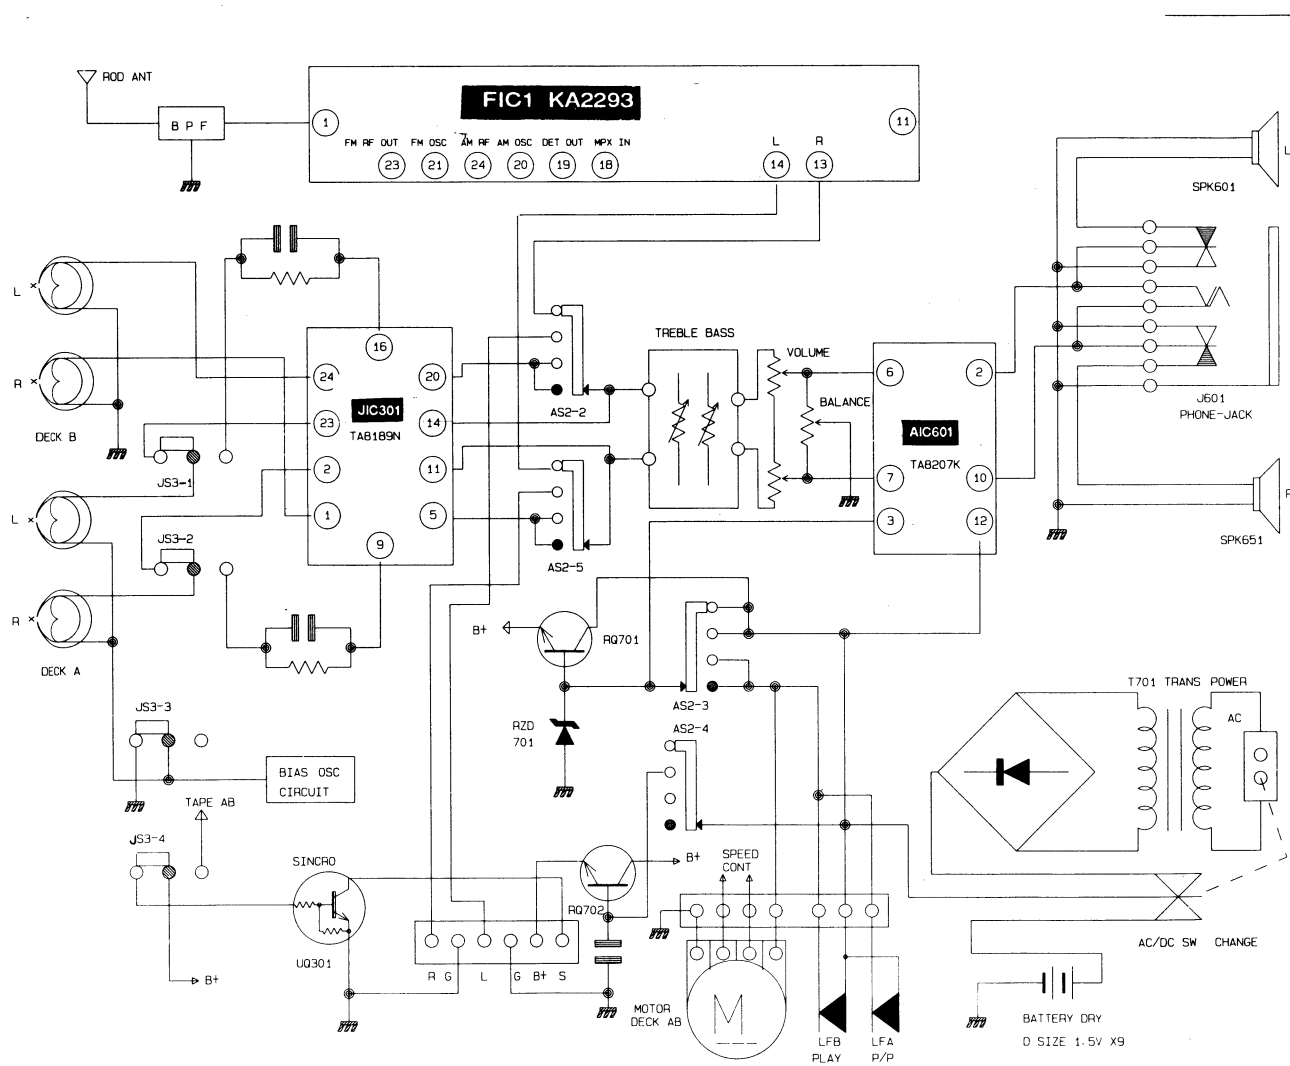 ROD ANT
B P F
FIC1 KA2293
1
11
FM RF OUT FM OSC AM RF AM OSC DET OUT MPX IN
23 21 24 20 19 18
L R
14 13
SPK601
L
16
TREBLE BASS
VOLUME
L x
24 20
6 2
BALANCE
R x
JIC301
AS2-2
J601
PHONE-JACK
23 14
TA8189N
AIC601
DECK B
TA8207K
2 11
JS3-1
7 10
R
1 5
3 12
L x
9
JS3-2
AS2-5
SPK651
R x
B+
RQ701
DECK A
T701 TRANS POWER
JS3-3
AS2-3
AC
RZD
701
AS2-4
BIAS OSC
CIRCUIT
TAPE AB
JS3-4
SINCRO
B+
SPEED
CONT
RQ702
AC/DC SW CHANGE
UQ301
R G L G B+ S
B+
MOTOR
DECK AB
M
BATTERY DRY
D SIZE 1.5V X9
LFB
PLAY
LFA
P/P